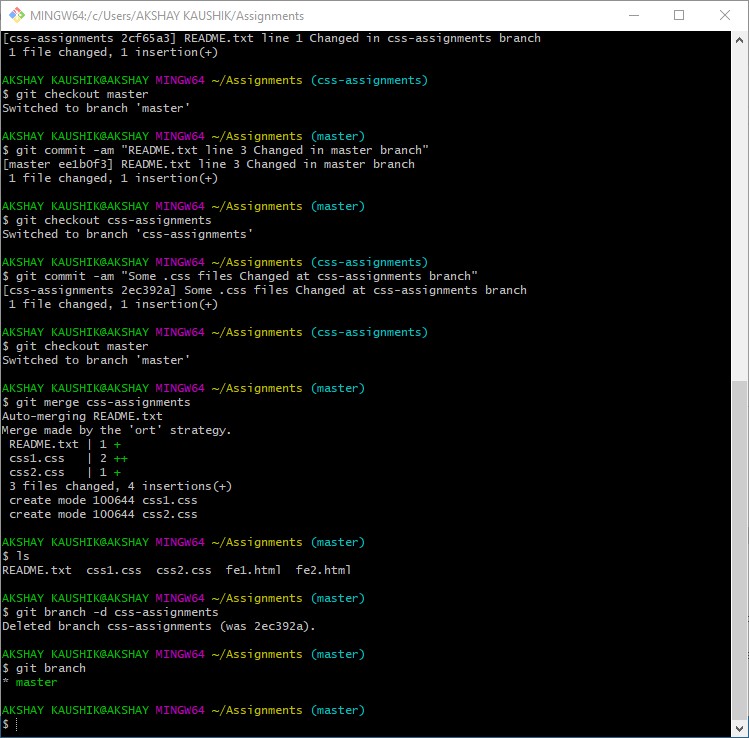 MINGW64:/c/Users/AKSHAY KAUSHIK/Assignments
[css-assignments 2cf65a3] README.txt line 1 Changed in css-assignments branch
 1 file changed, 1 insertion(+)
AKSHAY KAUSHIK@AKSHAY MINGW64 ~/Assignments (css-assignments)
$ git checkout master
Switched to branch 'master'
AKSHAY KAUSHIK@AKSHAY MINGW64 ~/Assignments (master)
$ git commit -am "README.txt line 3 Changed in master branch"
[master ee1b0f3] README.txt line 3 Changed in master branch
 1 file changed, 1 insertion(+)
AKSHAY KAUSHIK@AKSHAY MINGW64 ~/Assignments (master)
$ git checkout css-assignments
Switched to branch 'css-assignments'
AKSHAY KAUSHIK@AKSHAY MINGW64 ~/Assignments (css-assignments)
$ git commit -am "Some .css files Changed at css-assignments branch"
[css-assignments 2ec392a] Some .css files Changed at css-assignments branch
 1 file changed, 1 insertion(+)
AKSHAY KAUSHIK@AKSHAY MINGW64 ~/Assignments (css-assignments)
$ git checkout master
Switched to branch 'master'
AKSHAY KAUSHIK@AKSHAY MINGW64 ~/Assignments (master)
$ git merge css-assignments
Auto-merging README.txt
Merge made by the 'ort' strategy.
 README.txt | 1 +
 css1.css   | 2 ++
 css2.css   | 1 +
 3 files changed, 4 insertions(+)
 create mode 100644 css1.css
 create mode 100644 css2.css
AKSHAY KAUSHIK@AKSHAY MINGW64 ~/Assignments (master)
$ ls
README.txt  css1.css  css2.css  fe1.html  fe2.html
AKSHAY KAUSHIK@AKSHAY MINGW64 ~/Assignments (master)
$ git branch -d css-assignments
Deleted branch css-assignments (was 2ec392a).
AKSHAY KAUSHIK@AKSHAY MINGW64 ~/Assignments (master)
$ git branch
* master
AKSHAY KAUSHIK@AKSHAY MINGW64 ~/Assignments (master)
$